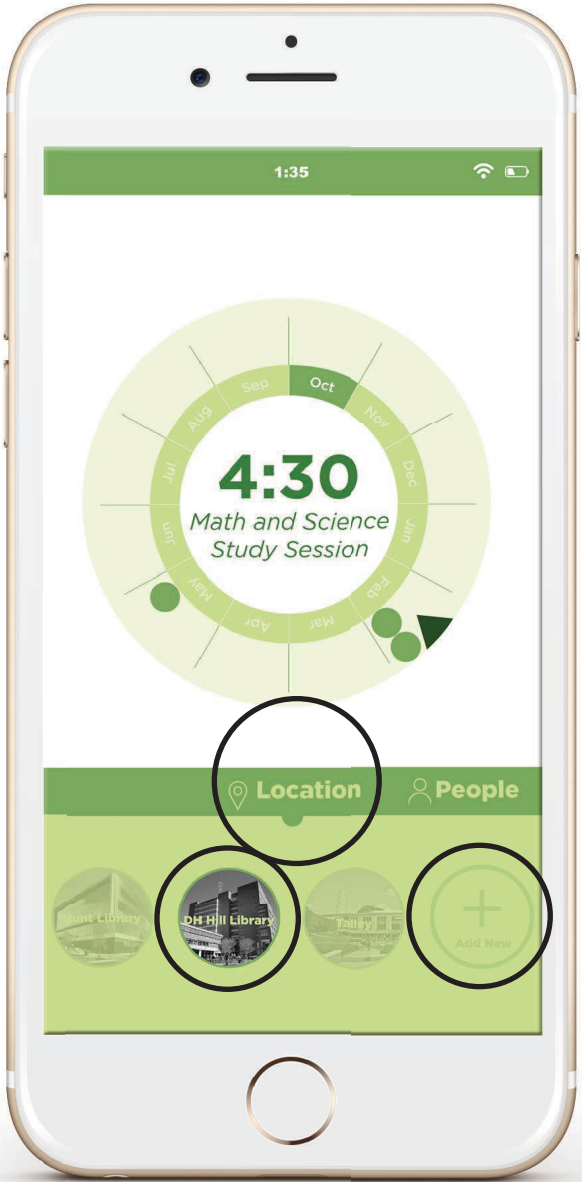 1:35
Oct
Nov
Dec
Jan
Feb
Mar
Apr
May
Jun
Jul
Aug
Sep
4:30
Math and Science
Study Session
Location
People
Hunt Library
DH Hill Library
Talley
Add New